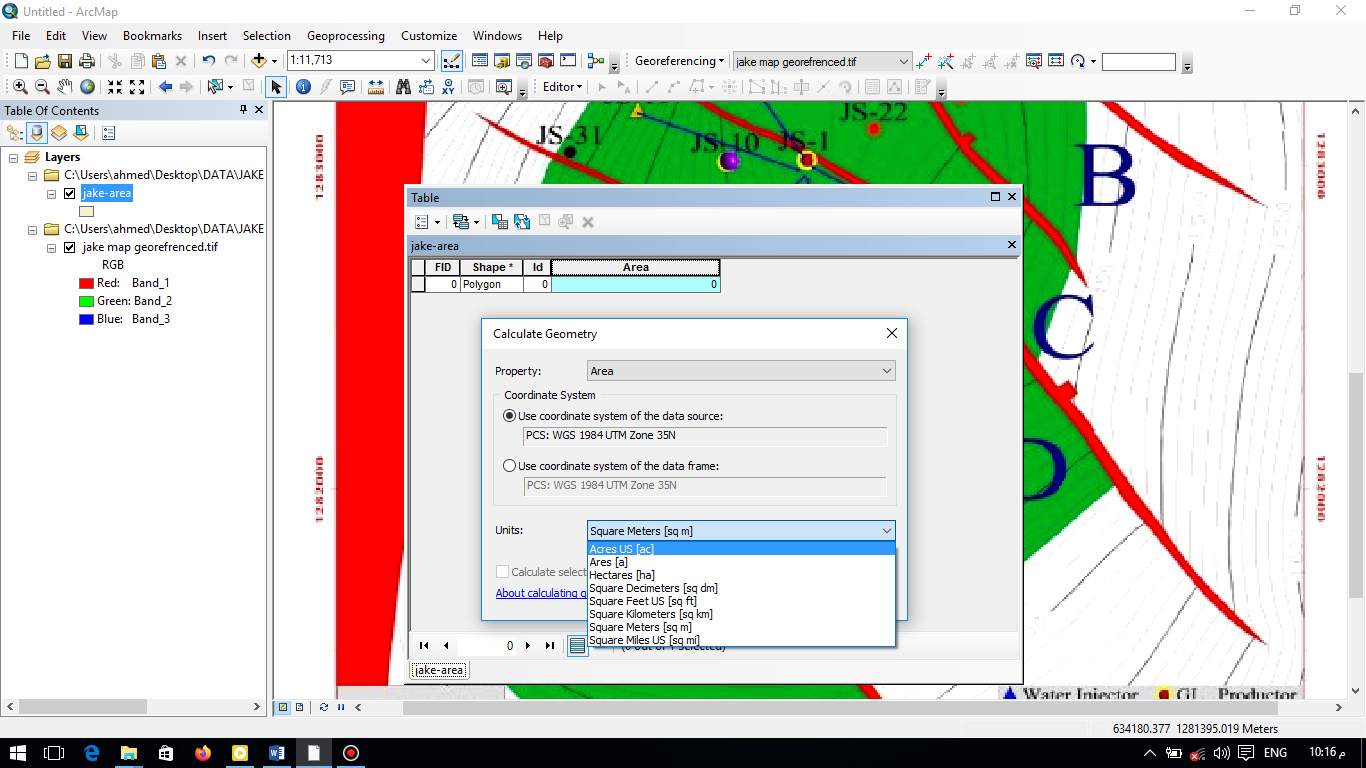 Untitled - ArcMap
File Edit View Bookmarks Insert Selection Geoprocessing Customize Windows Help
1:11,713
Georeferencing
jake map georefrenced.tif
Editor
Table Of Contents
Layers
C:\Users\ahmed\Desktop\DATA\JAKE
jake-area
C:\Users\ahmed\Desktop\DATA\JAKE
jake map georefrenced.tif
RGB
Red: Band_1
Green: Band_2
Blue: Band_3
1283000
JS-31
JS-10
JS-1
JS-22
B
1283000
C
D
1282000
1282000
Table
jake-area
FID Shape * Id Area
0 Polygon 0 0
Calculate Geometry
Property: Area
Coordinate System
Use coordinate system of the data source:
PCS: WGS 1984 UTM Zone 35N
Use coordinate system of the data frame:
PCS: WGS 1984 UTM Zone 35N
Units: Square Meters [sq m]
Acres US [ac]
Ares [a]
Hectares [ha]
Square Decimeters [sq dm]
Square Feet US [sq ft]
Square Kilometers [sq km]
Square Meters [sq m]
Square Miles US [sq mi]
Calculate select
About calculating g
0
(0 out of 1 Selected)
jake-area
Water Injector GL Productor
634180.377 1281395.019 Meters
ENG
10:16 م